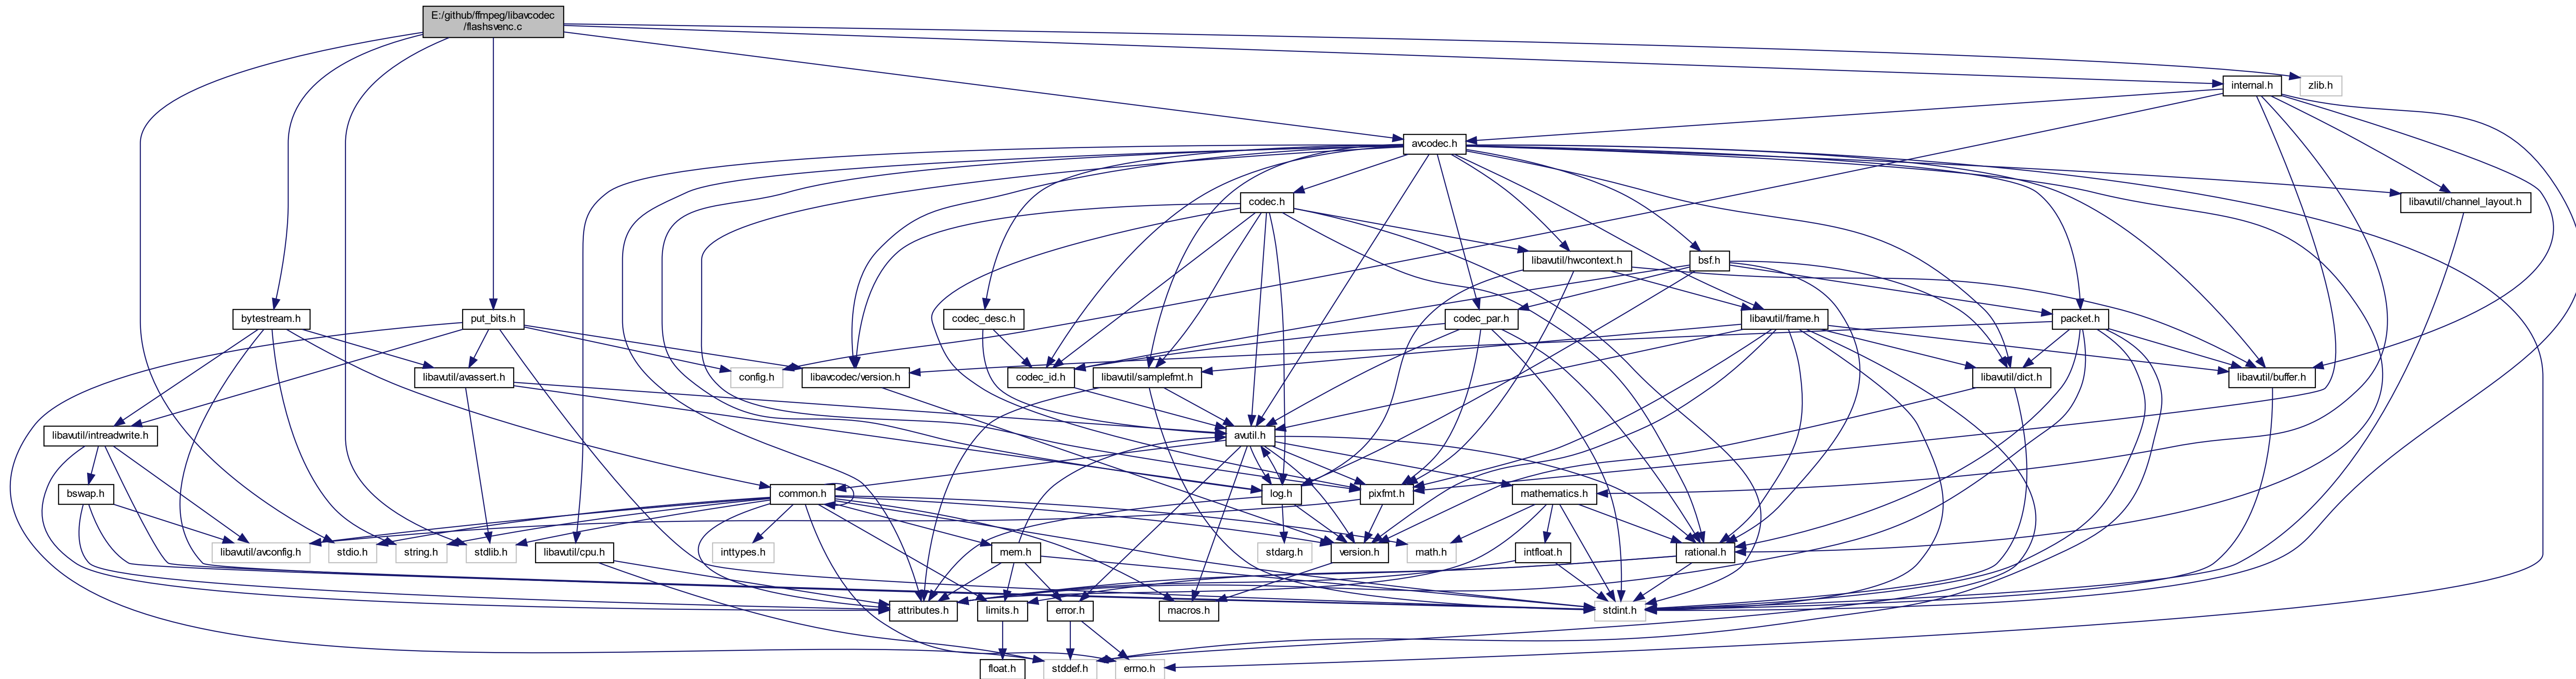 E:/github/ffmpeg/libavcodec
/flashsvenc.c
internal.h
zlib.h
avcodec.h
codec.h
libavutil/channel_layout.h
libavutil/hwcontext.h
bsf.h
bytestream.h
put_bits.h
codec_desc.h
codec_par.h
libavutil/frame.h
packet.h
libavutil/avassert.h
config.h
libavcodec/version.h
codec_id.h
libavutil/samplefmt.h
libavutil/dict.h
libavutil/buffer.h
libavutil/intreadwrite.h
avutil.h
bswap.h
common.h
log.h
pixfmt.h
mathematics.h
libavutil/avconfig.h
stdio.h
string.h
stdlib.h
libavutil/cpu.h
inttypes.h
mem.h
stdarg.h
version.h
math.h
intfloat.h
rational.h
attributes.h
limits.h
error.h
macros.h
stdint.h
float.h
stddef.h
errno.h